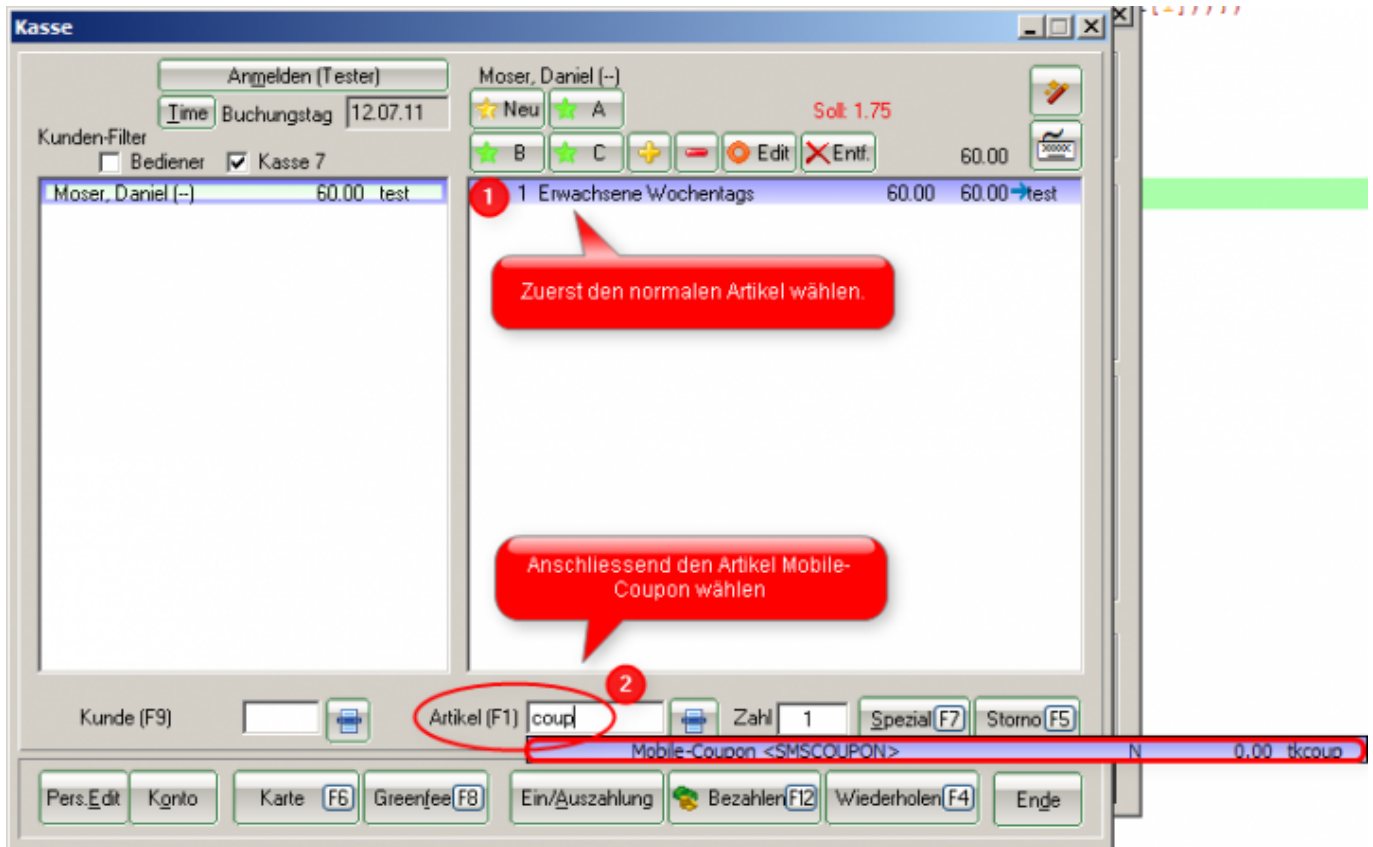 Kasse
Anmelden (Tester)
Time Buchungstag 12.07.11
Kunden-Filter
Bediener Kasse 7
Moser, Daniel (--) 60.00 test
Moser, Daniel (--)
Neu A Soll: 1.75
B C Edit Entf. 60.00
1 1 Erwachsene Wochentags 60.00 60.00 test
Zuerst den normalen Artikel wählen.
Anschliessend den Artikel Mobile-
Coupon wählen
2
Kunde (F9) Artikel (F1) coup Zahl 1 Spezial F7 Storno F5
Mobile-Coupon <SMSCOUPON> N 0.00 tkcoup
Pers.Edit Konto Karte F6 Greenfee F8 Ein/Auszahlung Bezahlen F12 Wiederholen F4 Ende